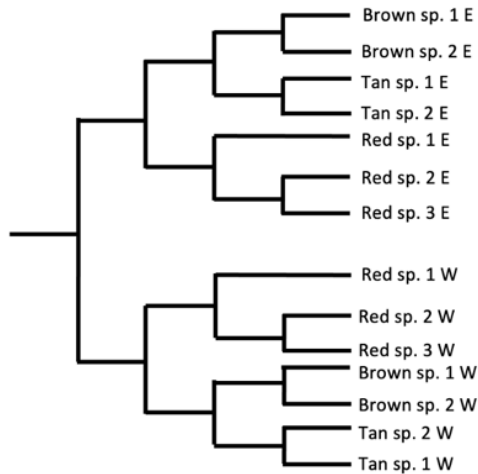 Brown sp. 1 E
Brown sp. 2 E
Tan sp. 1 E
Tan sp. 2 E
Red sp. 1 E
Red sp. 2 E
Red sp. 3 E
Red sp. 1 W
Red sp. 2 W
Red sp. 3 W
Brown sp. 1 W
Brown sp. 2 W
Tan sp. 2 W
Tan sp. 1 W